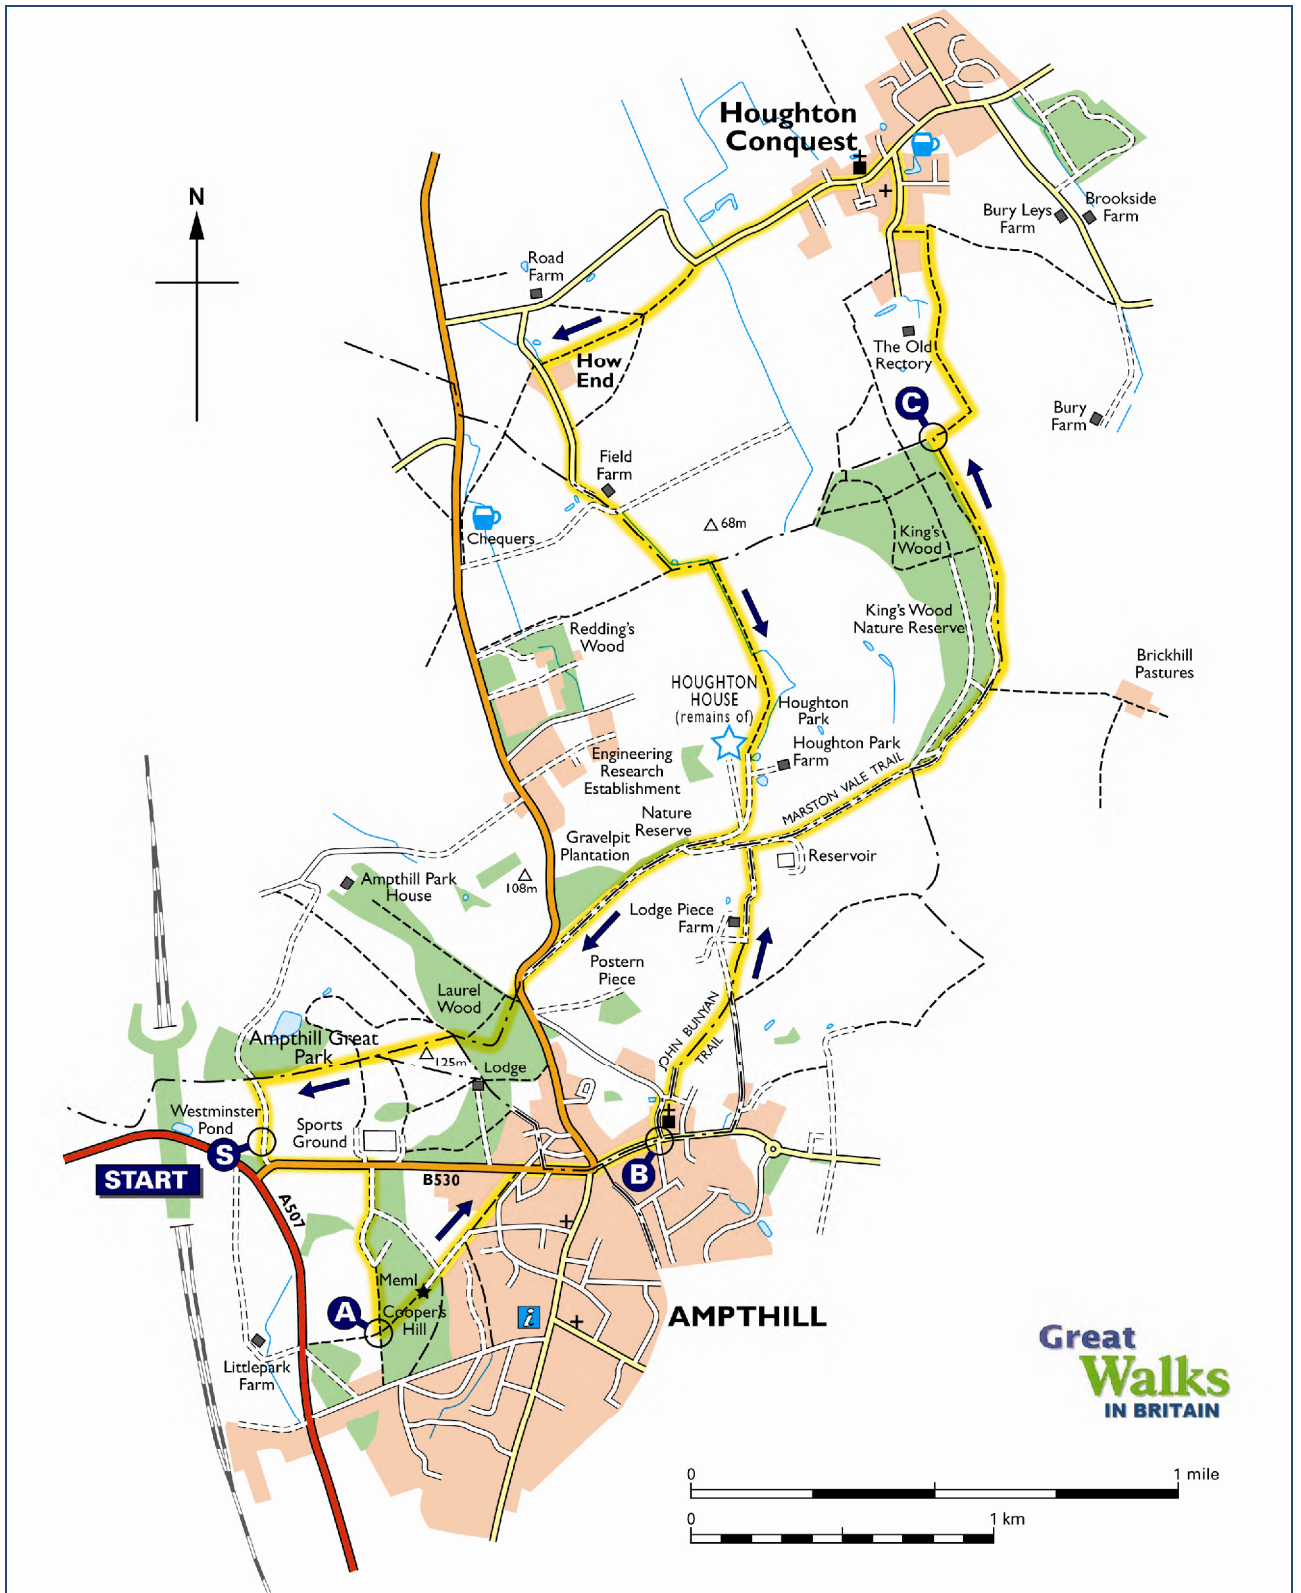 Houghton
Conquest
N
Bury Leys
Farm
Brookside
Farm
Road
Farm
The Old
Rectory
How
End
C
Bury
Farm
Field
Farm
68m
Chequers
King's
Wood
King's Wood
Nature Reserve
Redding's
Wood
Brickhill
Pastures
HOUGHTON
HOUSE
(remains of)
Houghton
Park
Houghton Park
Farm
Engineering
Research
Establishment
MARSTON VALE TRAIL
Nature
Reserve
Gravelpit
Plantation
Reservoir
Ampthill Park
House
108m
Lodge Piece
Farm
Postern
Piece
Laurel
Wood
JOHN BUNYAN
TRAIL
Ampthill Great
Park
125m
Lodge
Westminster
Pond
Sports
Ground
S
START
B530
B
A507
Meml
A
Cooper's
Hill
i
AMPTHILL
Littlepark
Farm
Great
Walks
IN BRITAIN
0
1 mile
0
1 km